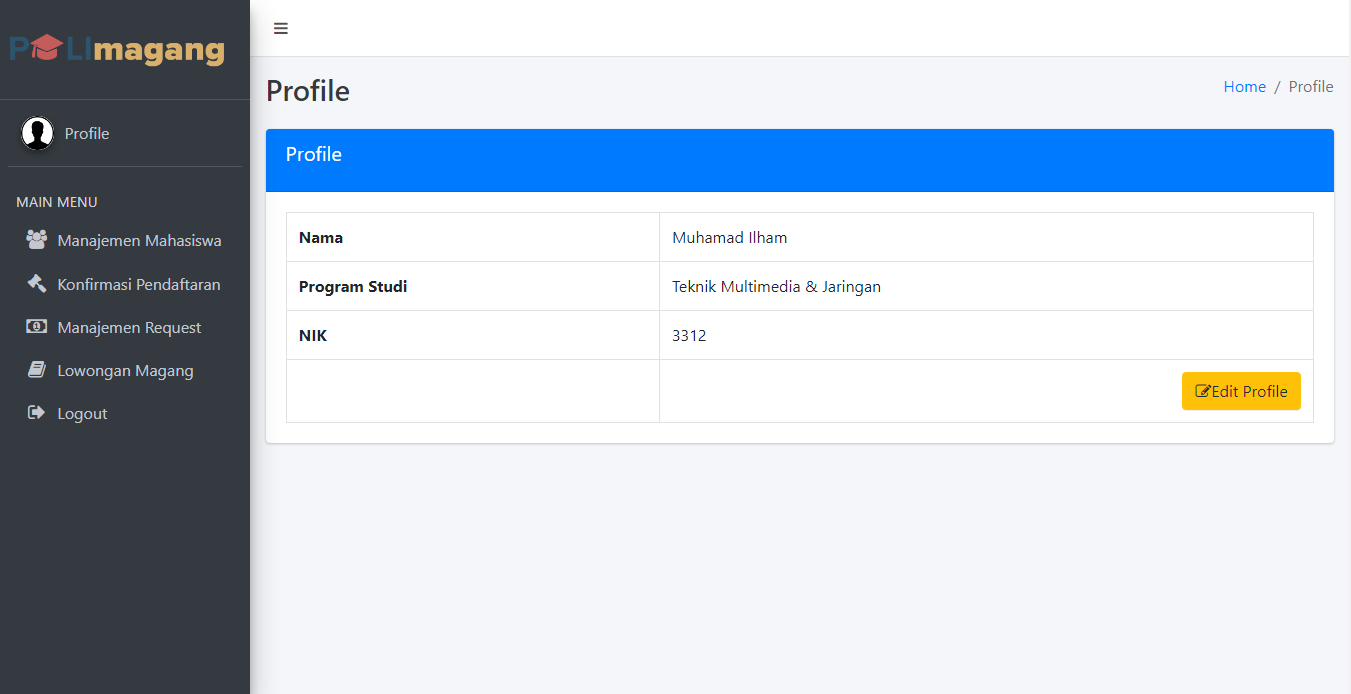 POLImagang
Profile
Home / Profile
Profile
Profile
MAIN MENU
Manajemen Mahasiswa
Konfirmasi Pendaftaran
Manajemen Request
Lowongan Magang
Logout
Nama Muhamad Ilham
Program Studi Teknik Multimedia & Jaringan
NIK 3312
Edit Profile